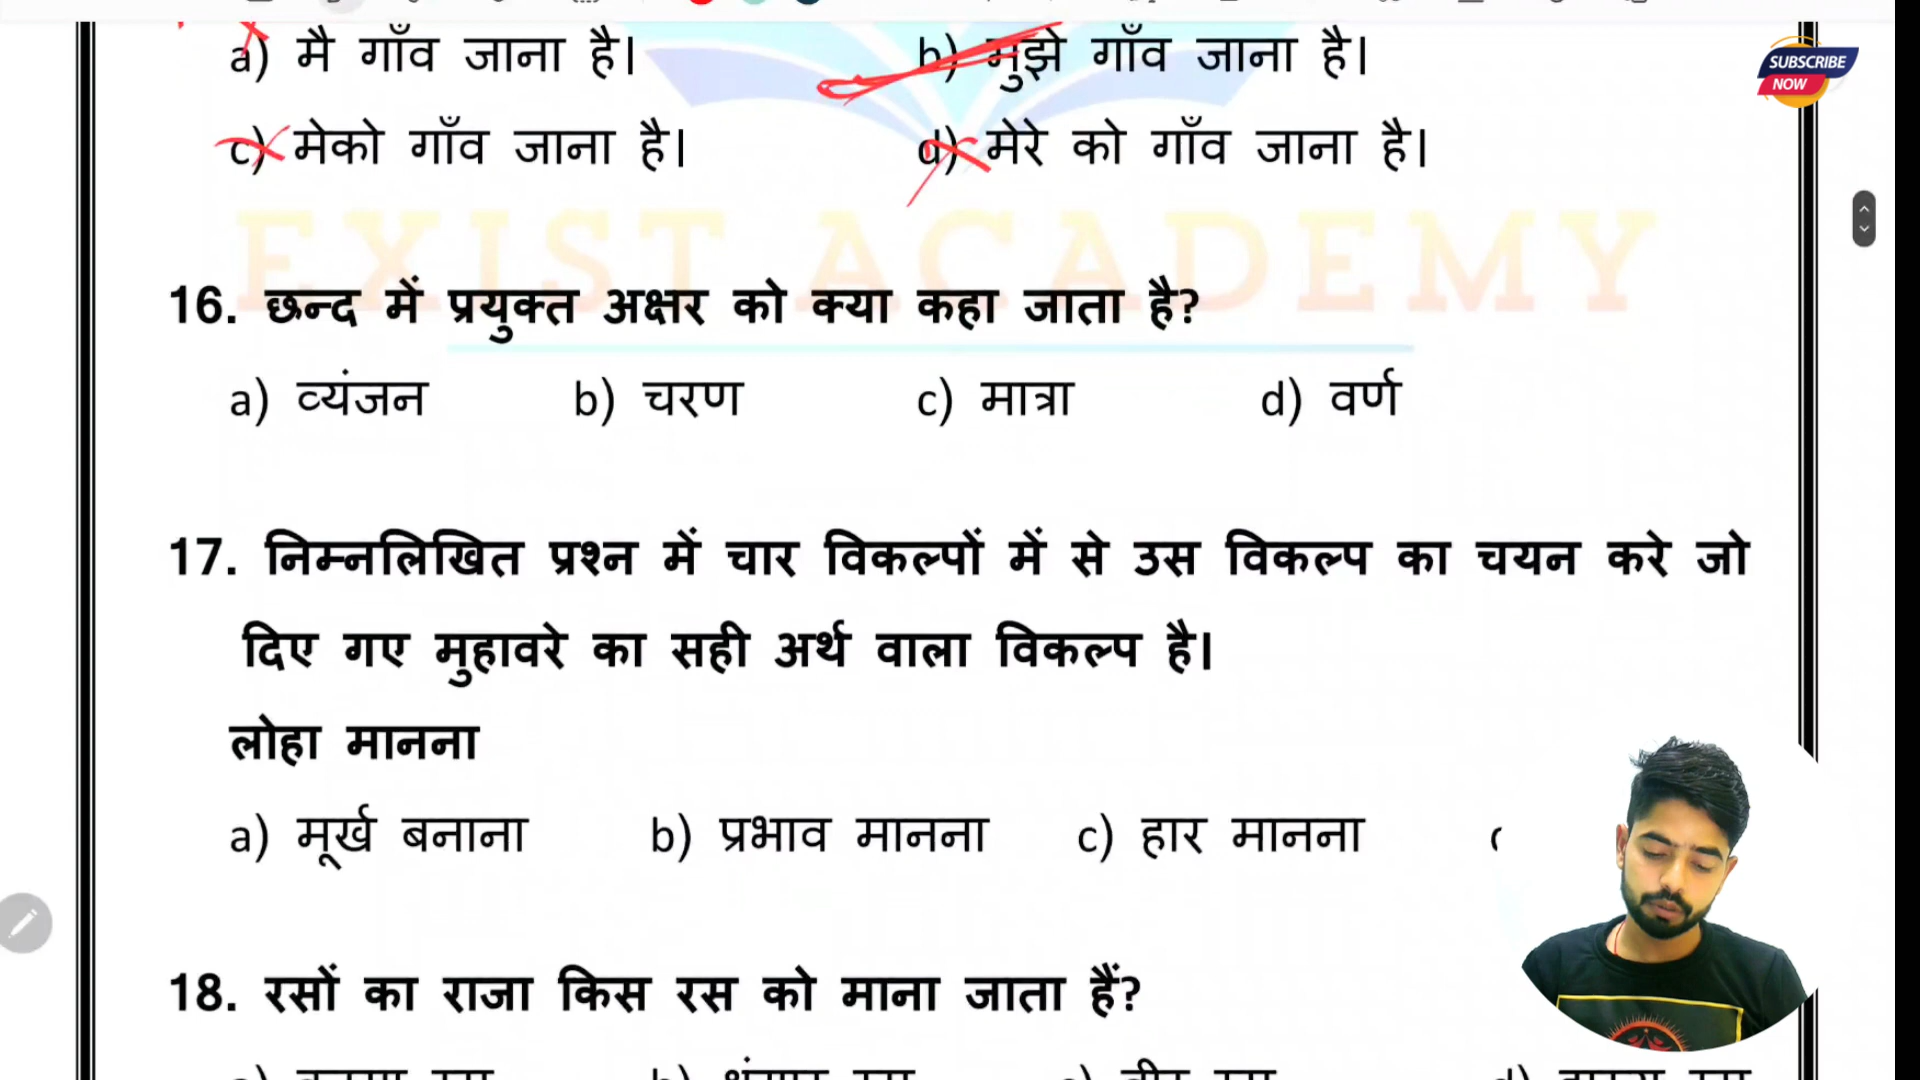 a) मै गाँव जाना है। b) मुझे गाँव जाना है।
c) मेको गाँव जाना है। d) मेरे को गाँव जाना है।
SUBSCRIBE
NOW
EXIST ACADEMY
16. छन्द में प्रयुक्त अक्षर को क्या कहा जाता है?
a) व्यंजन b) चरण c) मात्रा d) वर्ण
17. निम्नलिखित प्रश्न में चार विकल्पों में से उस विकल्प का चयन करे जो
दिए गए मुहावरे का सही अर्थ वाला विकल्प है।
लोहा मानना
a) मूर्ख बनाना b) प्रभाव मानना c) हार मानना
18. रसों का राजा किस रस को माना जाता हैं?